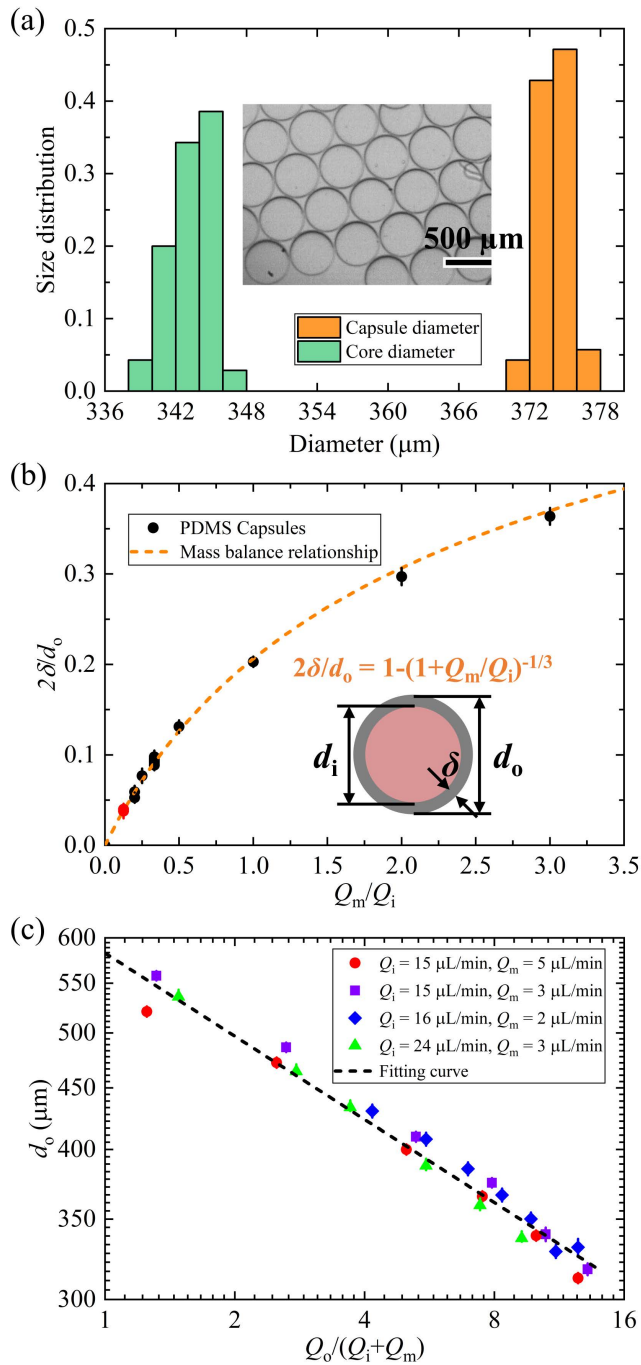 (a)
0.5
0.4
0.3
0.2
0.1
0.0
Size distribution
500 μm
Capsule diameter
Core diameter
336 342 348 354 360 366 372 378
Diameter (μm)
(b)
0.4
0.3
0.2
0.1
0.0
2δ/dₒ
PDMS Capsules
Mass balance relationship
2δ/dₒ = 1-(1+Qₘ/Qᵢ)⁻¹/³
dᵢ δ dₒ
0.0 0.5 1.0 1.5 2.0 2.5 3.0 3.5
Qₘ/Qᵢ
(c)
600
550
500
450
400
350
300
dₒ (μm)
Qᵢ = 15 μL/min, Qₘ = 5 μL/min
Qᵢ = 15 μL/min, Qₘ = 3 μL/min
Qᵢ = 16 μL/min, Qₘ = 2 μL/min
Qᵢ = 24 μL/min, Qₘ = 3 μL/min
Fitting curve
1 2 4 8 16
Qₒ/(Qᵢ+Qₘ)